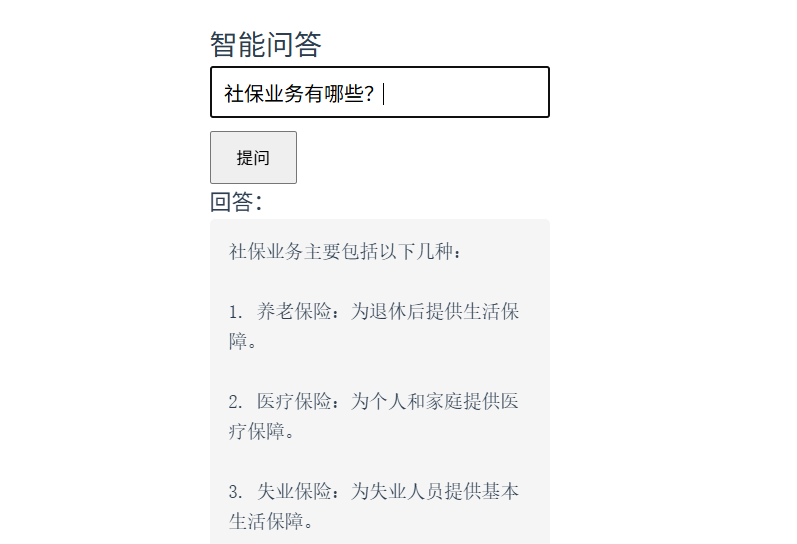 智能问答
社保业务有哪些？
提问
回答：
社保业务主要包括以下几种：
1. 养老保险：为退休后提供生活保
障。
2. 医疗保险：为个人和家庭提供医
疗保障。
3. 失业保险：为失业人员提供基本
生活保障。